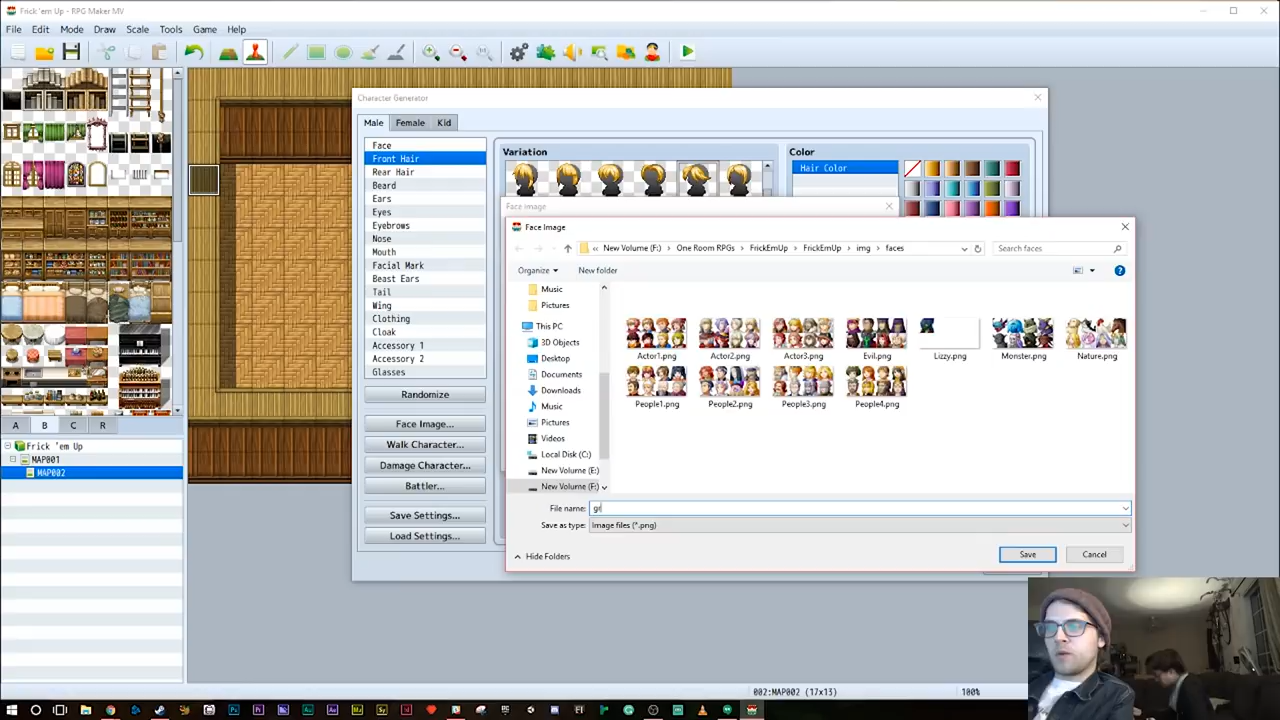 Frick 'em Up - RPG Maker MV
File Edit Mode Draw Scale Tools Game Help
Character Generator
Male Female Kid
Face
Front Hair
Rear Hair
Beard
Ears
Eyes
Eyebrows
Nose
Mouth
Facial Mark
Beast Ears
Tail
Wing
Clothing
Cloak
Accessory 1
Accessory 2
Glasses
Randomize
Face Image...
Walk Character...
Damage Character...
Battler...
Save Settings...
Load Settings...
Variation
Color
Hair Color
Face Image
Face Image
« New Volume (F:) › One Room RPGs › FrickEmUp › FrickEmUp › img › faces
Search faces
Organize New folder
Music
Pictures
This PC
3D Objects
Desktop
Documents
Downloads
Music
Pictures
Videos
Local Disk (C:)
New Volume (E:)
New Volume (F:)
Actor1.png Actor2.png Actor3.png Evil.png Lizzy.png Monster.png Nature.png
People1.png People2.png People3.png People4.png
File name:
Save as type: Image files (*.png)
Hide Folders
Save Cancel
A B C R
Frick 'em Up
MAP001
MAP002
002:MAP002 (17x13) 100%